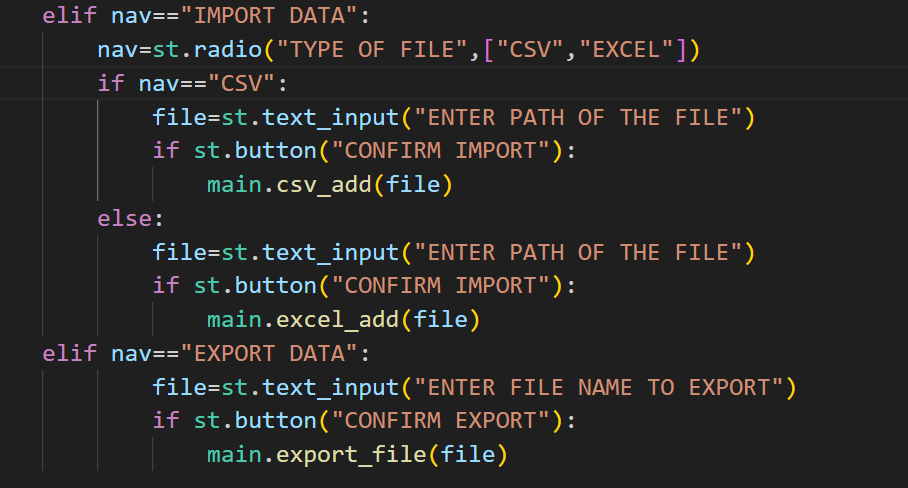 elif nav=="IMPORT DATA":
    nav=st.radio("TYPE OF FILE",["CSV","EXCEL"])
    if nav=="CSV":
        file=st.text_input("ENTER PATH OF THE FILE")
        if st.button("CONFIRM IMPORT"):
            main.csv_add(file)
    else:
        file=st.text_input("ENTER PATH OF THE FILE")
        if st.button("CONFIRM IMPORT"):
            main.excel_add(file)
elif nav=="EXPORT DATA":
        file=st.text_input("ENTER FILE NAME TO EXPORT")
        if st.button("CONFIRM EXPORT"):
            main.export_file(file)